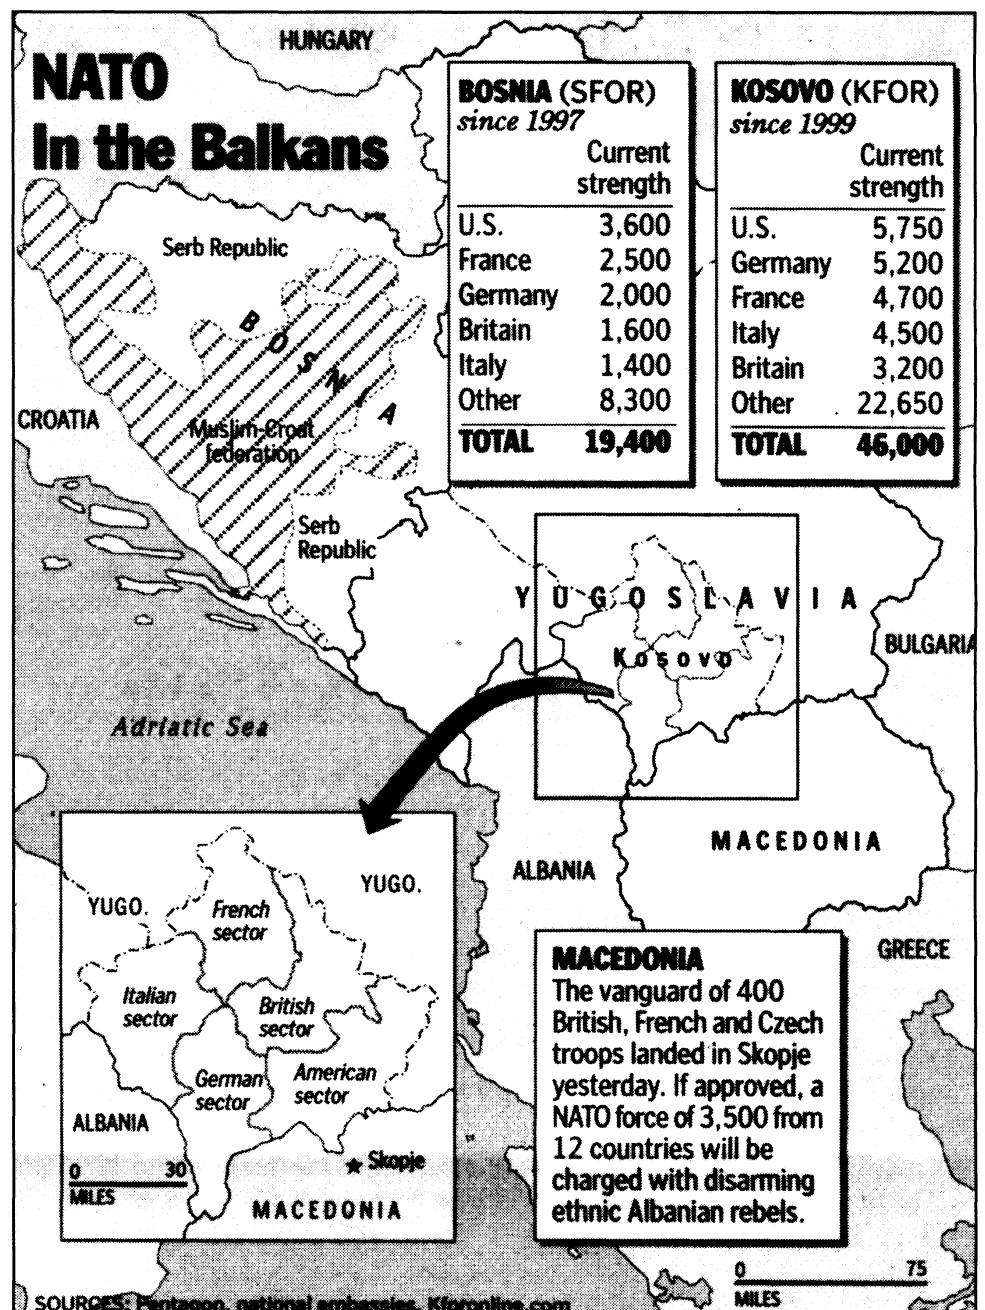 NATO
In the Balkans
HUNGARY
BOSNIA (SFOR)
since 1997
Current
strength
U.S. 3,600
France 2,500
Germany 2,000
Britain 1,600
Italy 1,400
Other 8,300
TOTAL 19,400
KOSOVO (KFOR)
since 1999
Current
strength
U.S. 5,750
Germany 5,200
France 4,700
Italy 4,500
Britain 3,200
Other 22,650
TOTAL 46,000
Serb Republic
BOSNIA
CROATIA
Muslim-Croat
federation
Serb
Republic
YUGOSLAVIA
Kosovo
BULGARIA
Adriatic Sea
MACEDONIA
ALBANIA
GREECE
YUGO.
YUGO.
French
sector
Italian
sector
British
sector
German
sector
American
sector
ALBANIA
Skopje
0 30
MILES
MACEDONIA
MACEDONIA
The vanguard of 400
British, French and Czech
troops landed in Skopje
yesterday. If approved, a
NATO force of 3,500 from
12 countries will be
charged with disarming
ethnic Albanian rebels.
0 75
MILES
SOURCES: Pentagon, national embassies, Kforonline.com